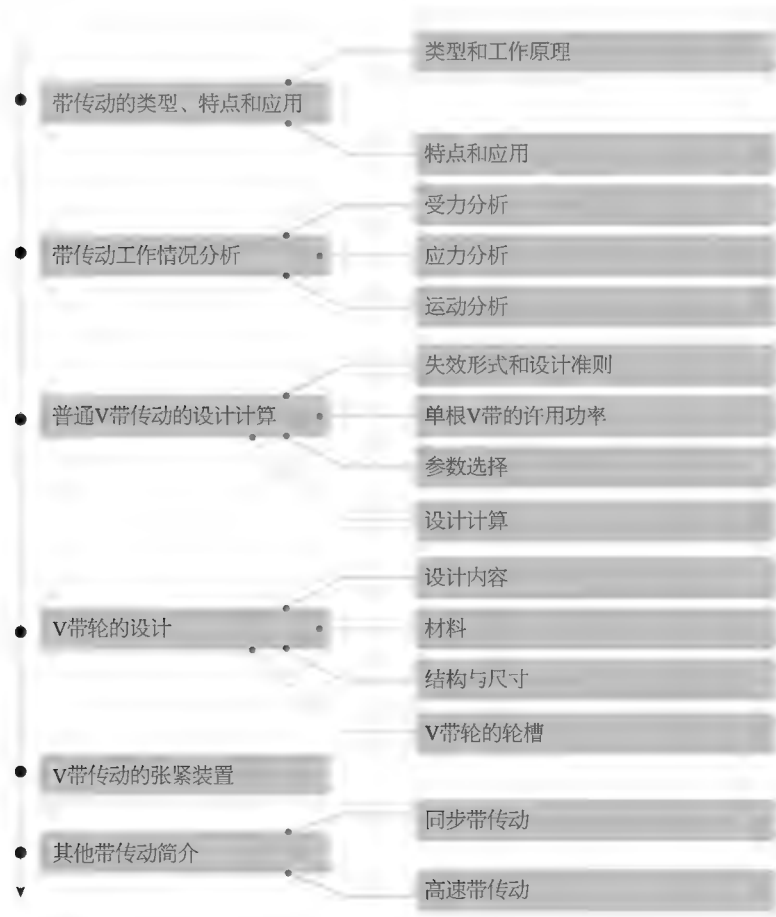 类型和工作原理
带传动的类型、特点和应用
特点和应用
受力分析
带传动工作情况分析
应力分析
运动分析
失效形式和设计准则
普通V带传动的设计计算
单根V带的许用功率
参数选择
设计计算
设计内容
V带轮的设计
材料
结构与尺寸
V带轮的轮槽
V带传动的张紧装置
同步带传动
其他带传动简介
高速带传动